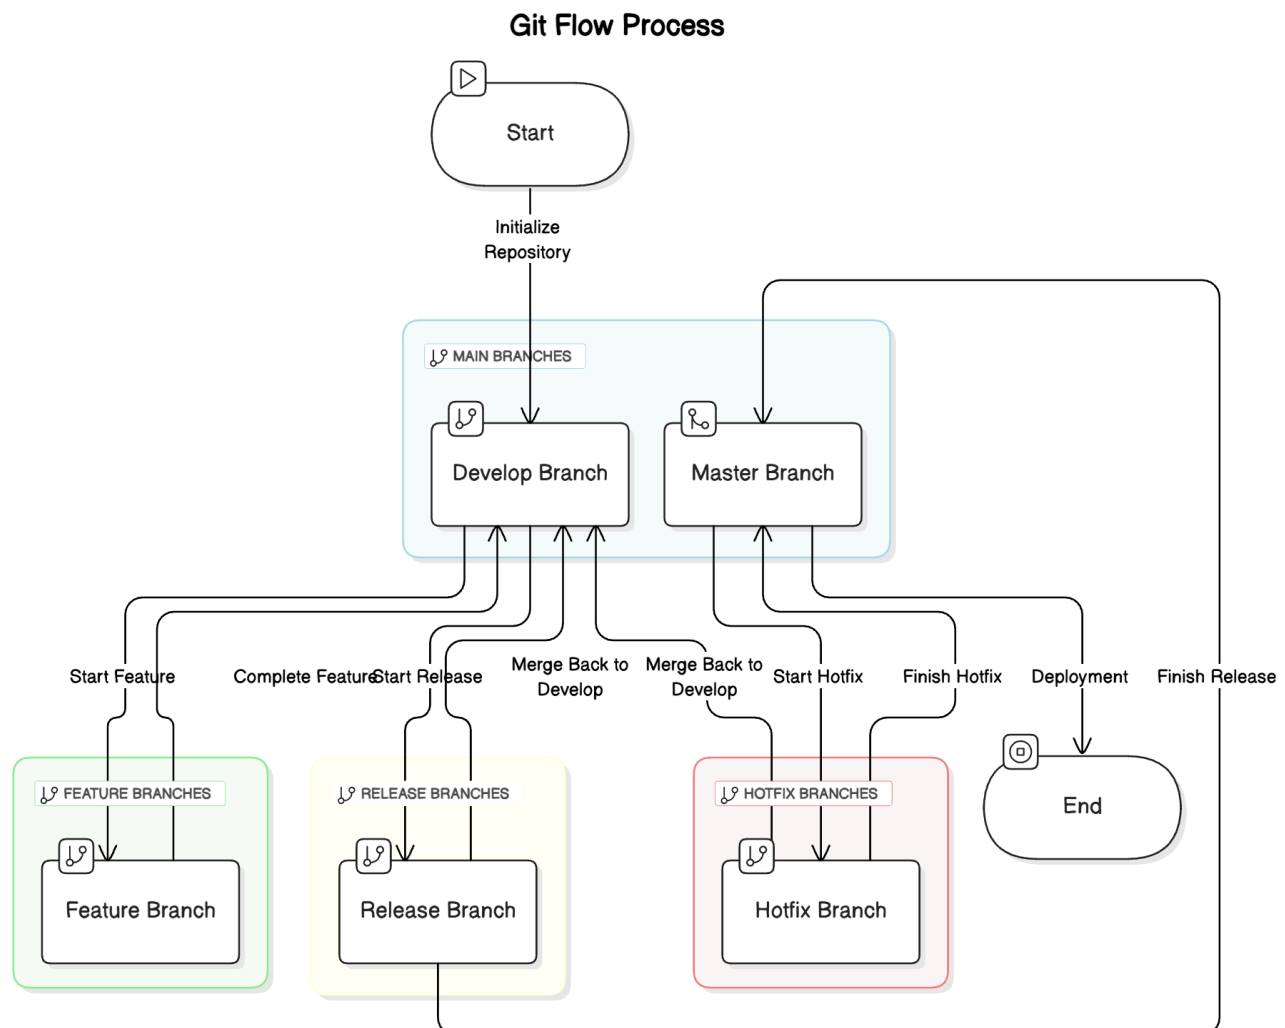 Git Flow Process
Start
Initialize
Repository
MAIN BRANCHES
Develop Branch
Master Branch
Start Feature
Complete Feature
Start Release
Merge Back to
Develop
Merge Back to
Develop
Start Hotfix
Finish Hotfix
Deployment
Finish Release
FEATURE BRANCHES
RELEASE BRANCHES
HOTFIX BRANCHES
End
Feature Branch
Release Branch
Hotfix Branch